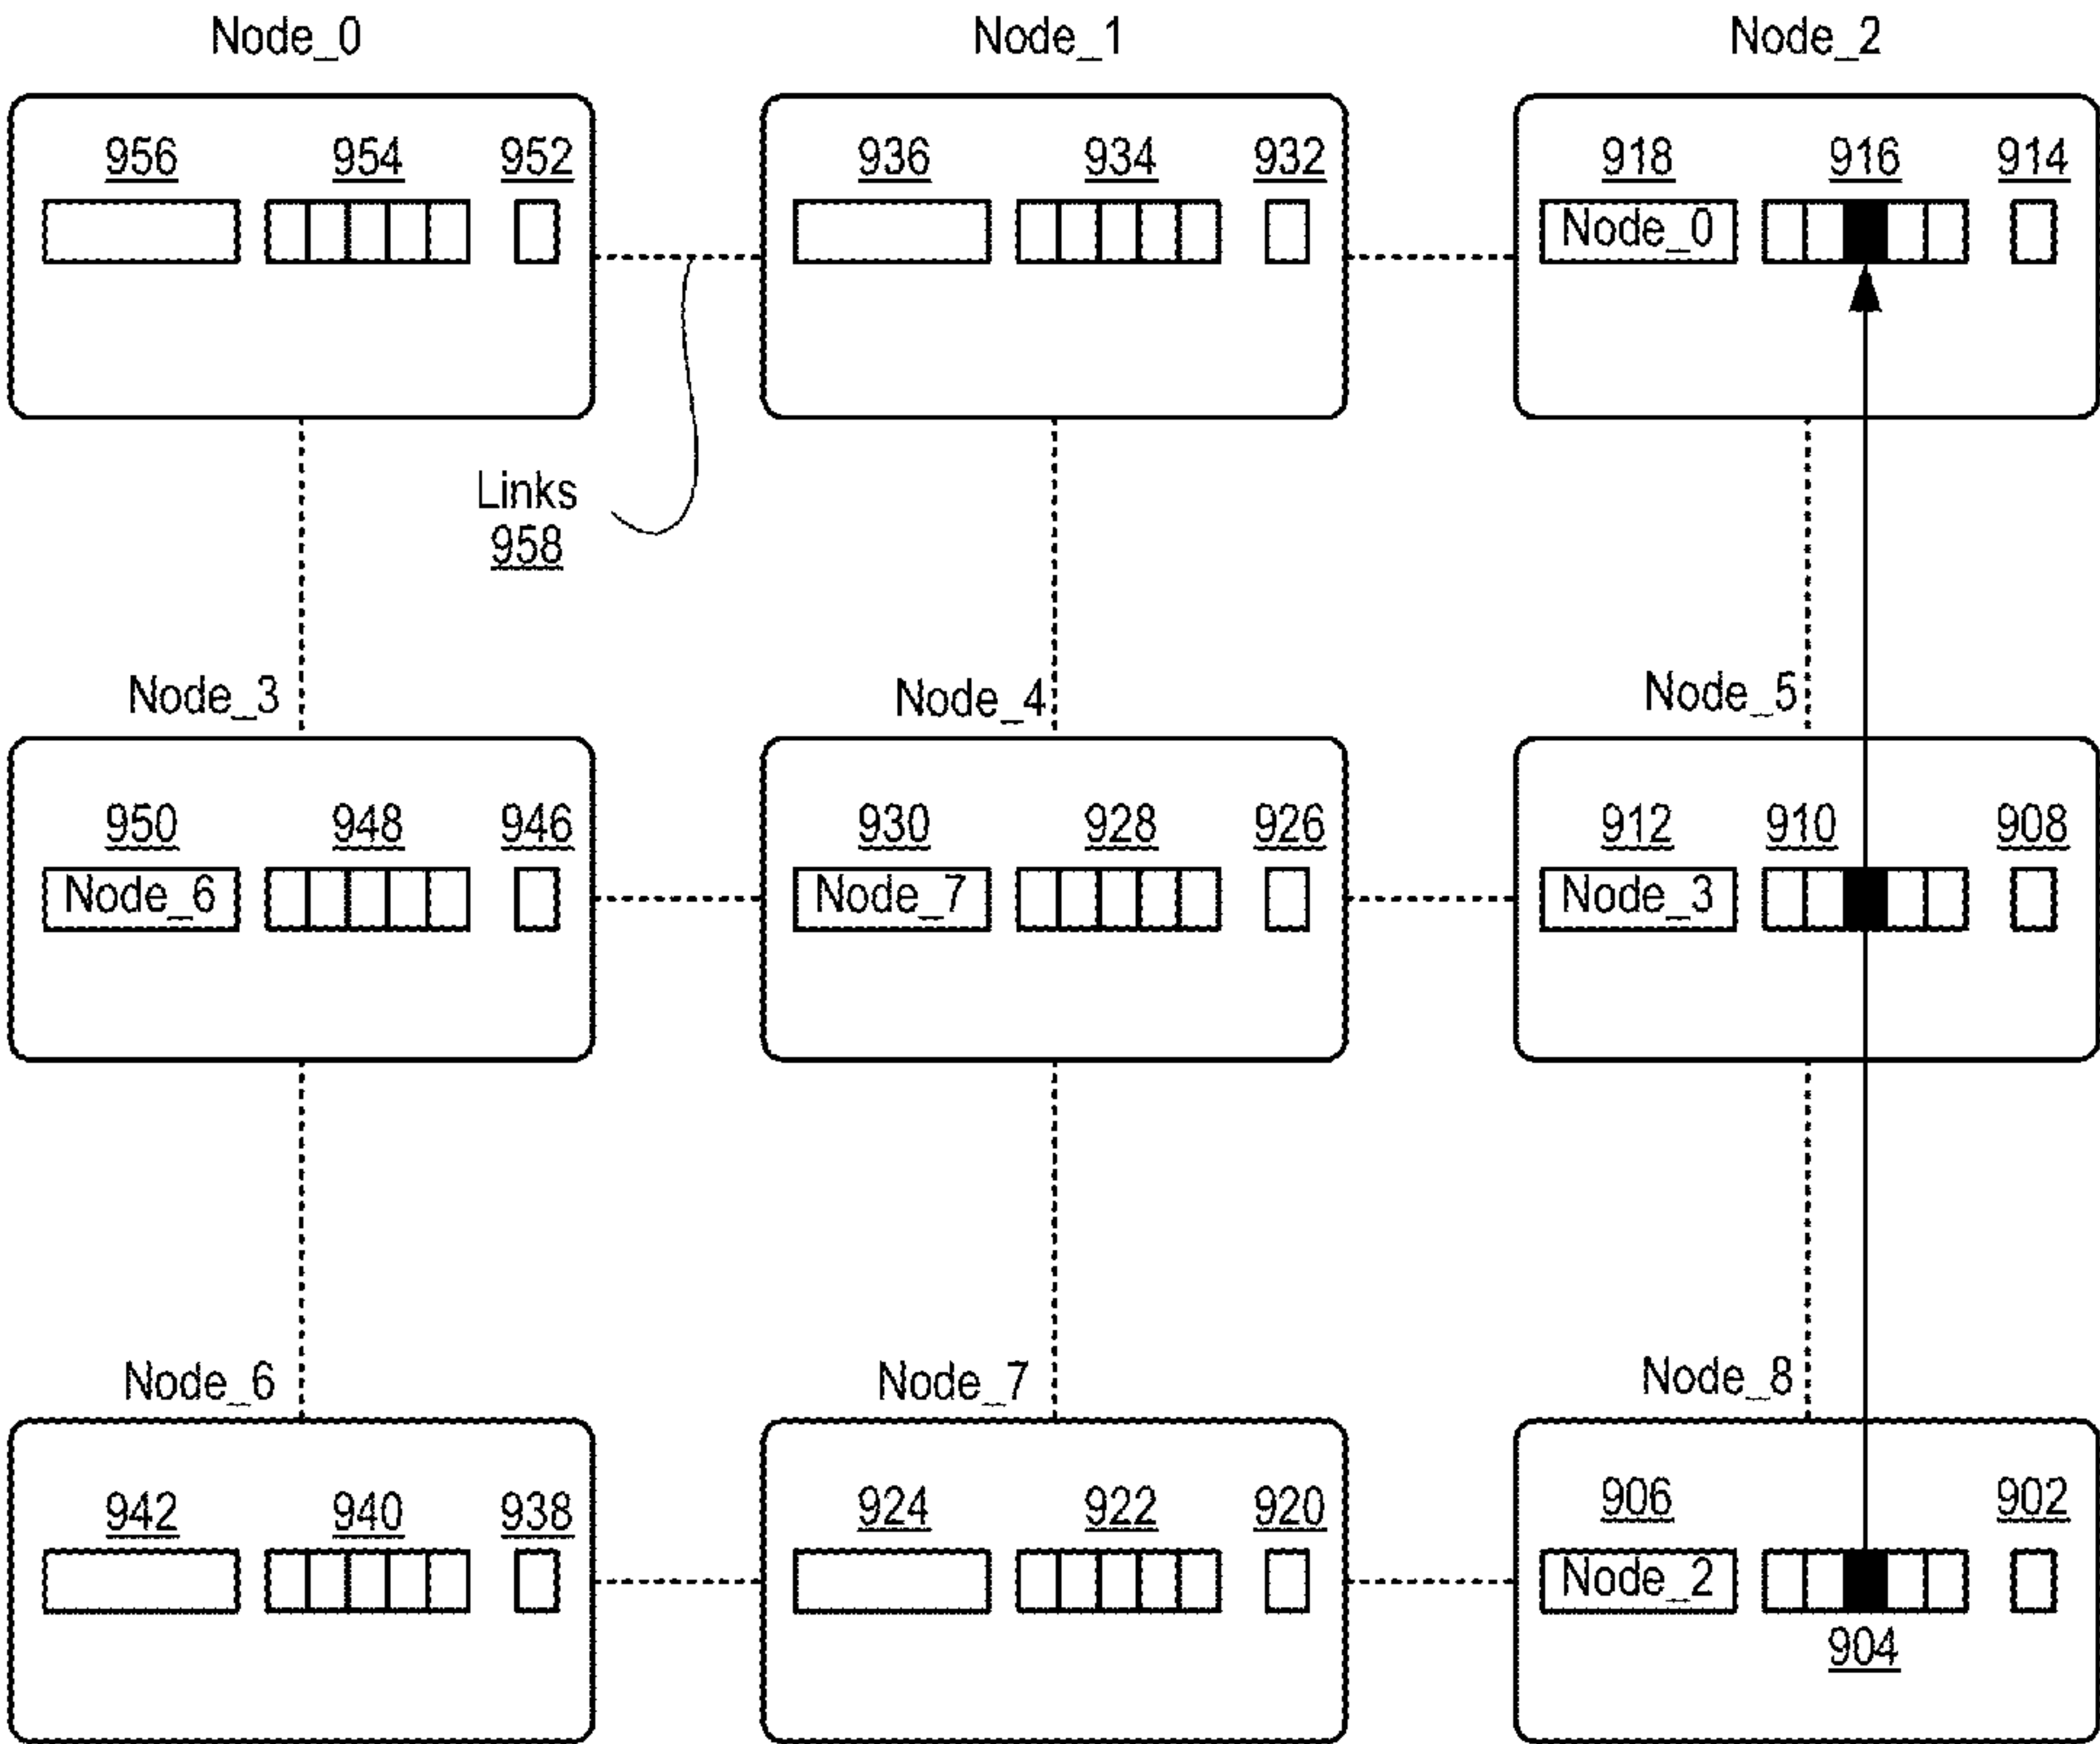 Node_0 Node_1 Node_2
956 954 952 936 934 932 918 916 914
Node_0
Links
958
Node_3 Node_4 Node_5
950 948 946 930 928 926 912 910 908
Node_6 Node_7 Node_3
Node_6 Node_7 Node_8
942 940 938 924 922 920 906 902
Node_2
904